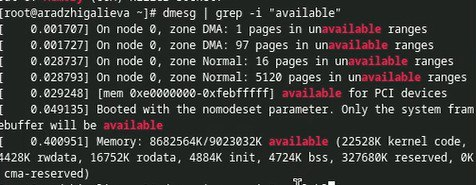 [root@aradzhigalieva ~]# dmesg | grep -i "available"
[    0.001707] On node 0, zone DMA: 1 pages in unavailable ranges
[    0.001727] On node 0, zone DMA: 97 pages in unavailable ranges
[    0.028737] On node 0, zone Normal: 16 pages in unavailable ranges
[    0.028793] On node 0, zone Normal: 5120 pages in unavailable ranges
[    0.029248] [mem 0xe0000000-0xfebfffff] available for PCI devices
[    0.049135] Booted with the nomodeset parameter. Only the system fram
ebuffer will be available
[    0.400951] Memory: 8682564K/9023032K available (22528K kernel code,
4428K rwdata, 16752K rodata, 4884K init, 4724K bss, 327680K reserved, 0K
cma-reserved)